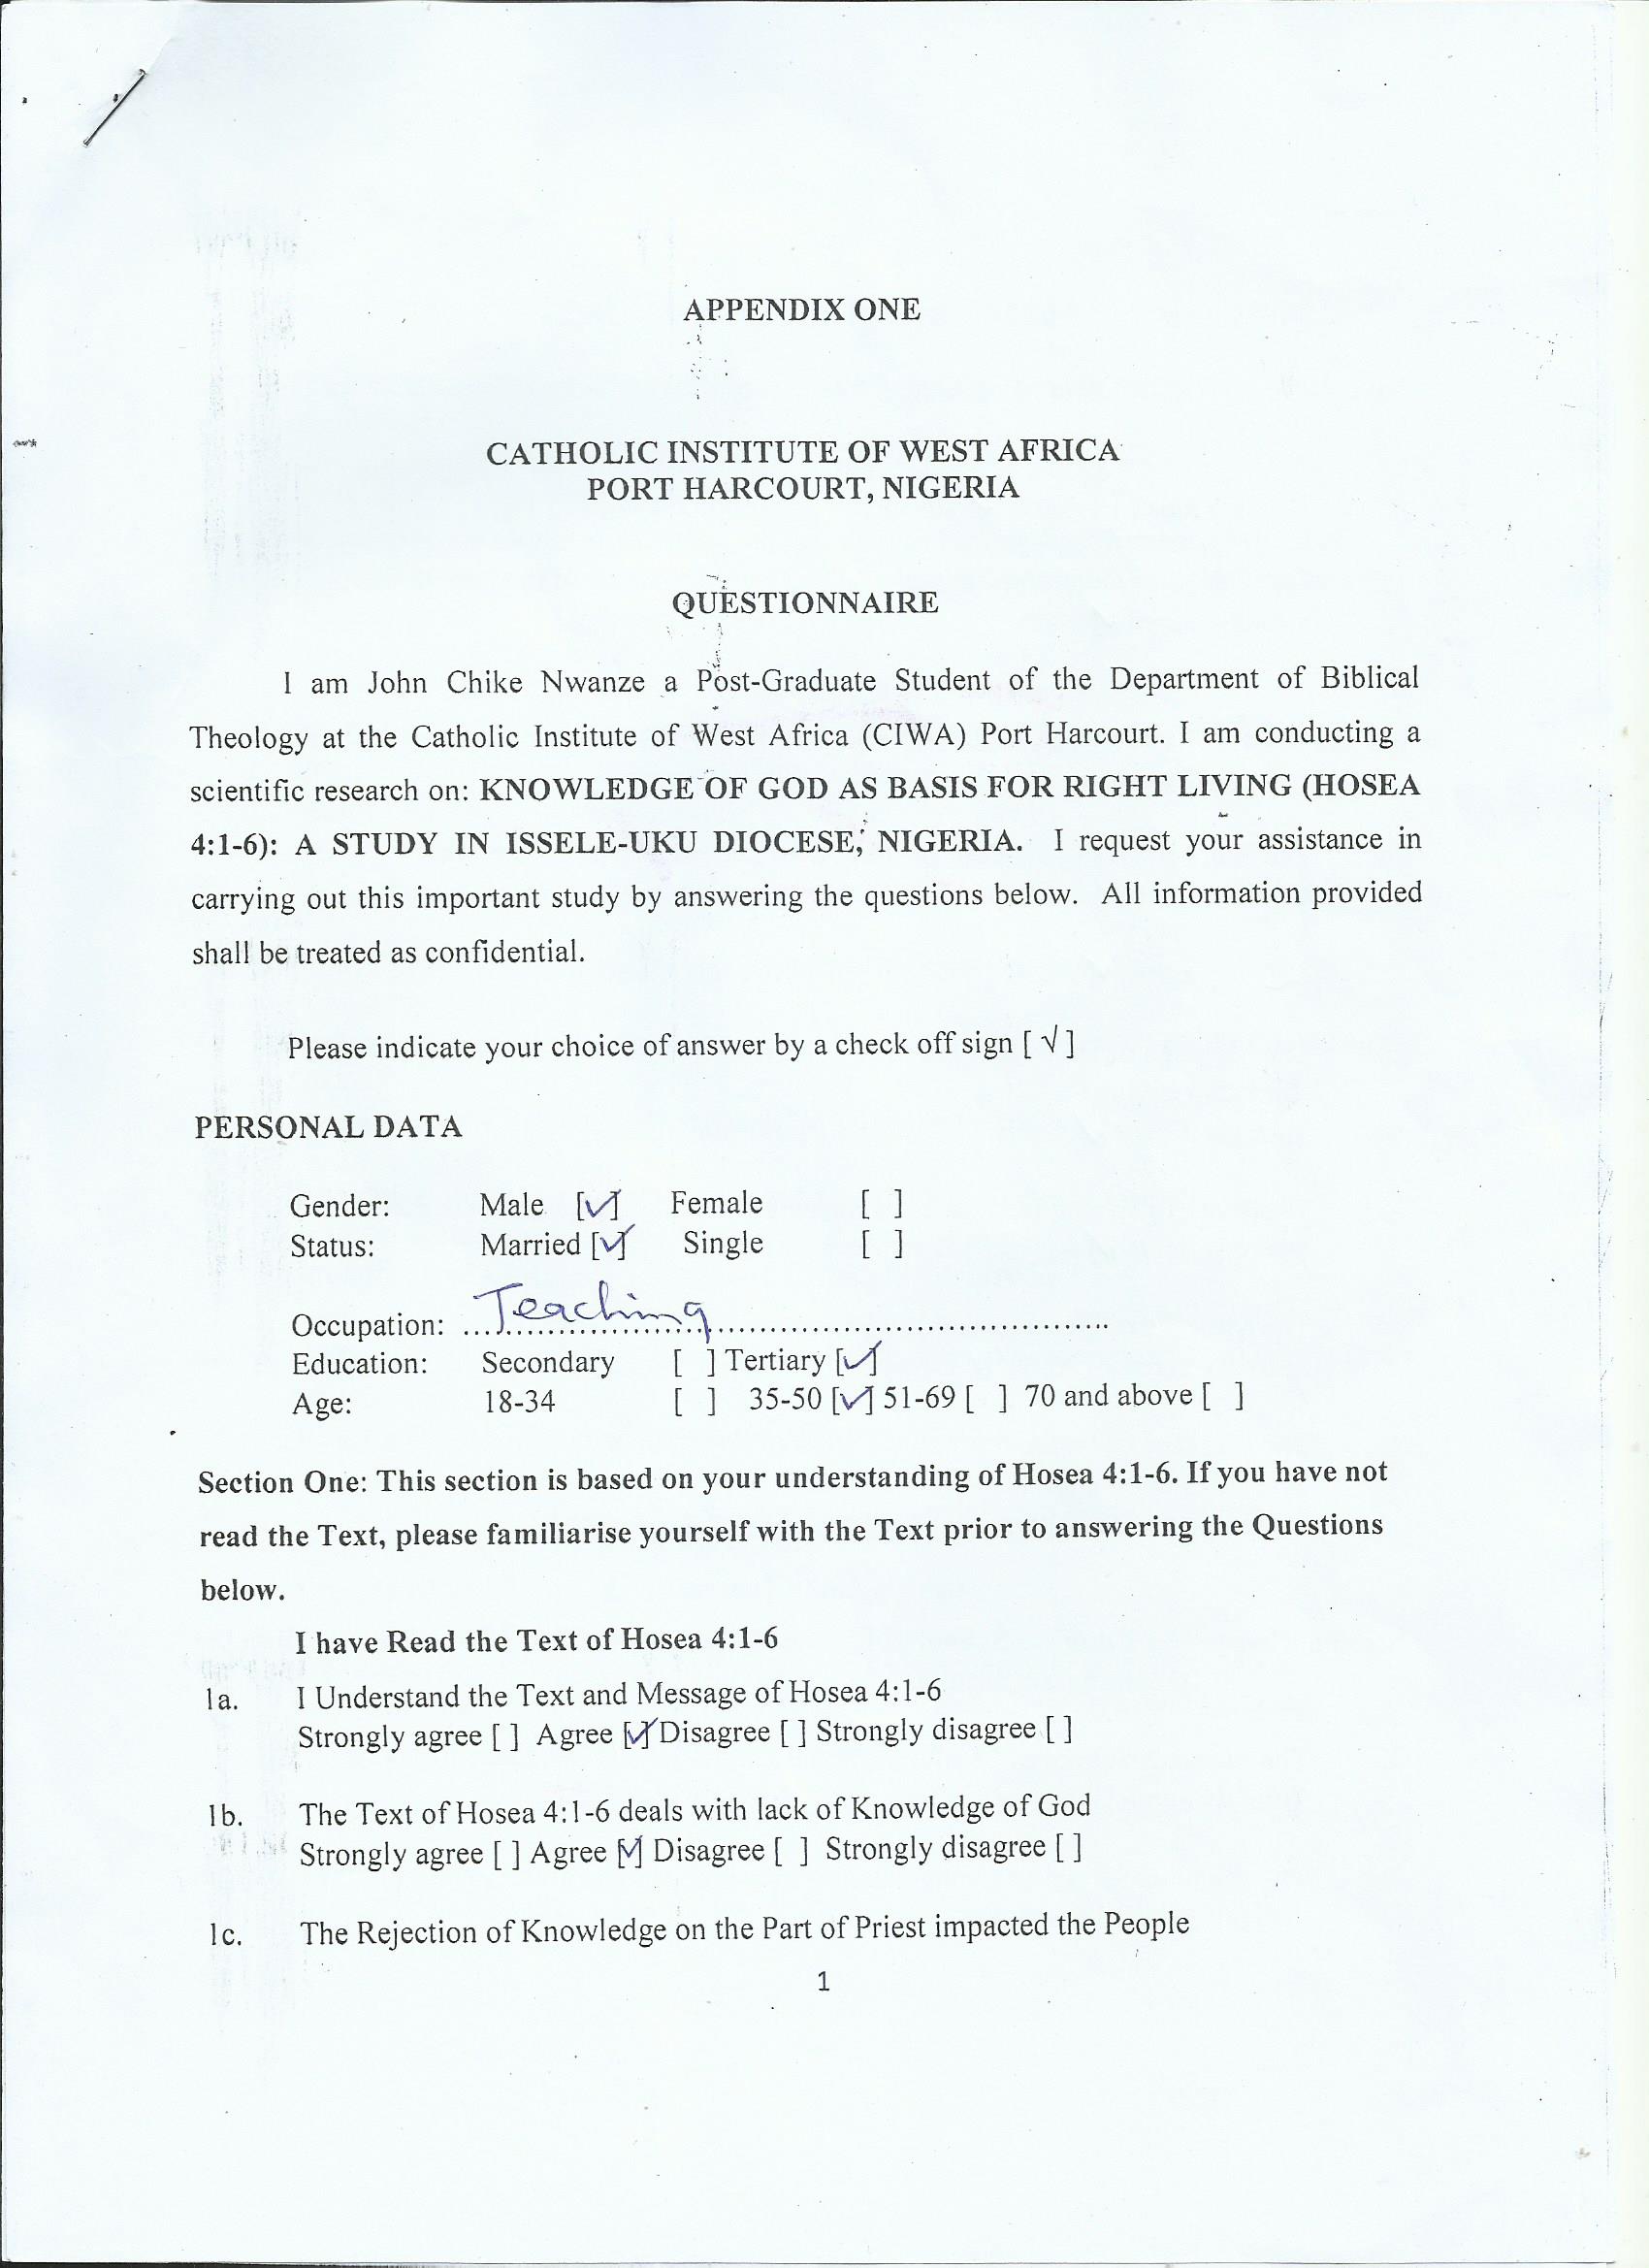 APPENDIX ONE
CATHOLIC INSTITUTE OF WEST AFRICA
PORT HARCOURT, NIGERIA
QUESTIONNAIRE
I am John Chike Nwanze a Post-Graduate Student of the Department of Biblical
Theology at the Catholic Institute of West Africa (CIWA) Port Harcourt. I am conducting a
scientific research on: KNOWLEDGE OF GOD AS BASIS FOR RIGHT LIVING (HOSEA
4:1-6): A STUDY IN ISSELE-UKU DIOCESE, NIGERIA. I request your assistance in
carrying out this important study by answering the questions below. All information provided
shall be treated as confidential.
Please indicate your choice of answer by a check off sign [ √ ]
PERSONAL DATA
Gender: Male [✓] Female [ ]
Status: Married [✓] Single [ ]
Occupation: Teaching
Education: Secondary [ ] Tertiary [✓]
Age: 18-34 [ ] 35-50 [✓] 51-69 [ ] 70 and above [ ]
Section One: This section is based on your understanding of Hosea 4:1-6. If you have not
read the Text, please familiarise yourself with the Text prior to answering the Questions
below.
I have Read the Text of Hosea 4:1-6
1a. I Understand the Text and Message of Hosea 4:1-6
Strongly agree [ ] Agree [✓] Disagree [ ] Strongly disagree [ ]
1b. The Text of Hosea 4:1-6 deals with lack of Knowledge of God
Strongly agree [ ] Agree [✓] Disagree [ ] Strongly disagree [ ]
1c. The Rejection of Knowledge on the Part of Priest impacted the People
1